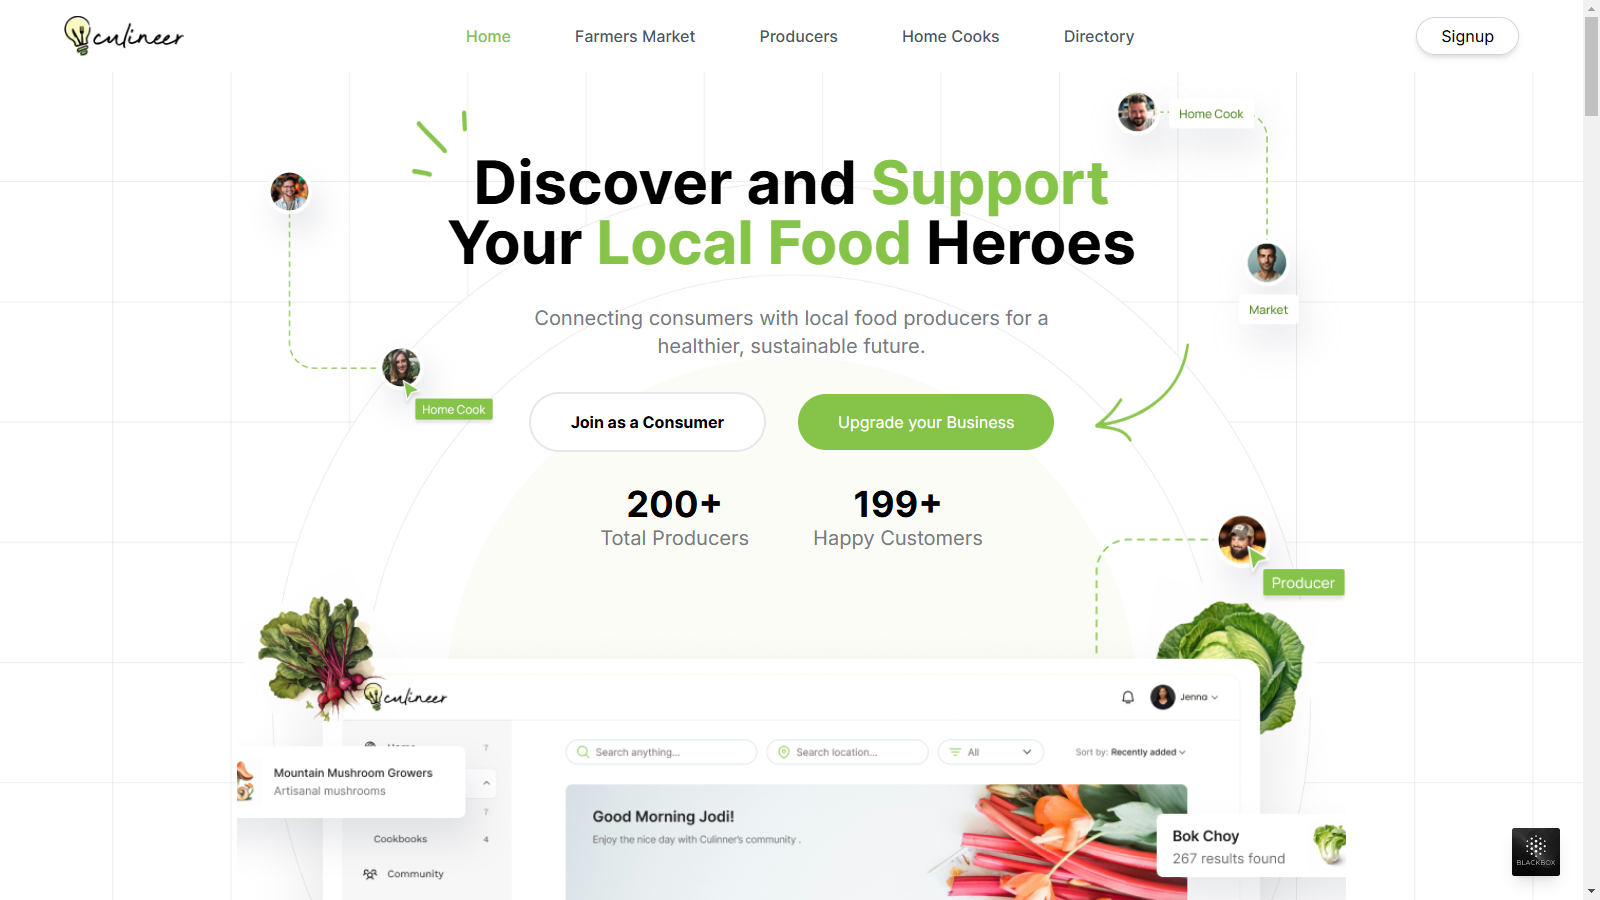 culineer
Home
Farmers Market
Producers
Home Cooks
Directory
Signup
Home Cook
Discover and Support
Your Local Food Heroes
Market
Connecting consumers with local food producers for a
healthier, sustainable future.
Home Cook
Join as a Consumer
Upgrade your Business
200+
Total Producers
199+
Happy Customers
Producer
culineer
Jenna
7
Search anything...
Search location...
All
Sort by: Recently added
Mountain Mushroom Growers
Artisanal mushrooms
7
Good Morning Jodi!
Enjoy the nice day with Culinner's community .
Cookbooks
4
Community
Bok Choy
267 results found
BLACKBOX